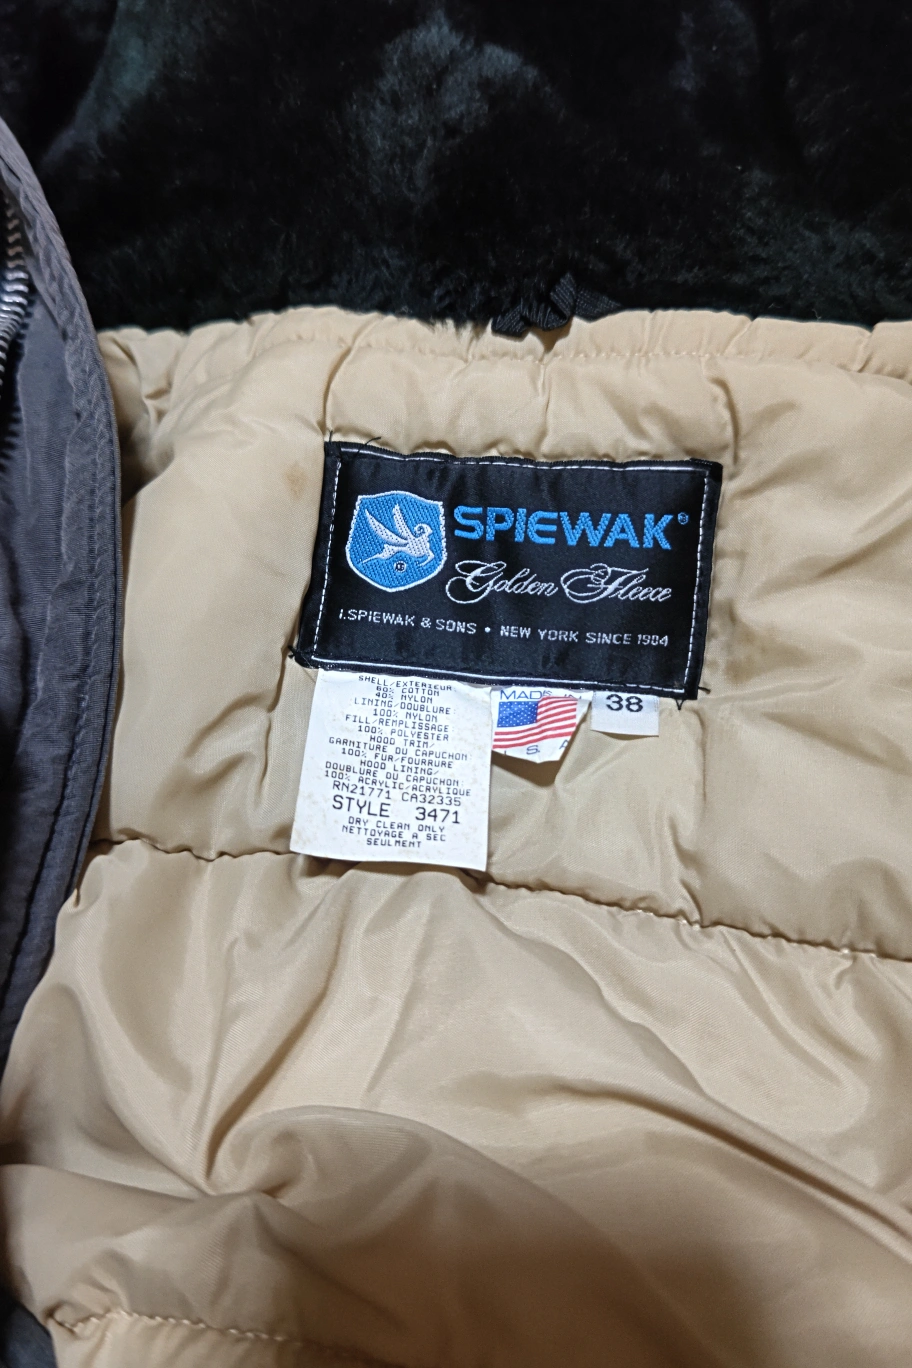 SPIEWAK®
Golden Fleece
I.SPIEWAK & SONS • NEW YORK SINCE 1904
SHELL/EXTERIEUR
60% COTTON
40% NYLON
LINING/DOUBLURE
100% NYLON
FILL/REMPLISSAGE
100% POLYESTER
HOOD TRIM/
GARNITURE DU CAPUCHON
100% FUR/FOURRURE
HOOD LINING/
DOUBLURE DU CAPUCHON
100% ACRYLIC/ACRYLIQUE
RN21771 CA32335
STYLE 3471
DRY CLEAN ONLY
NETTOYAGE A SEC
SEULMENT
MADE IN
U.S.A
38